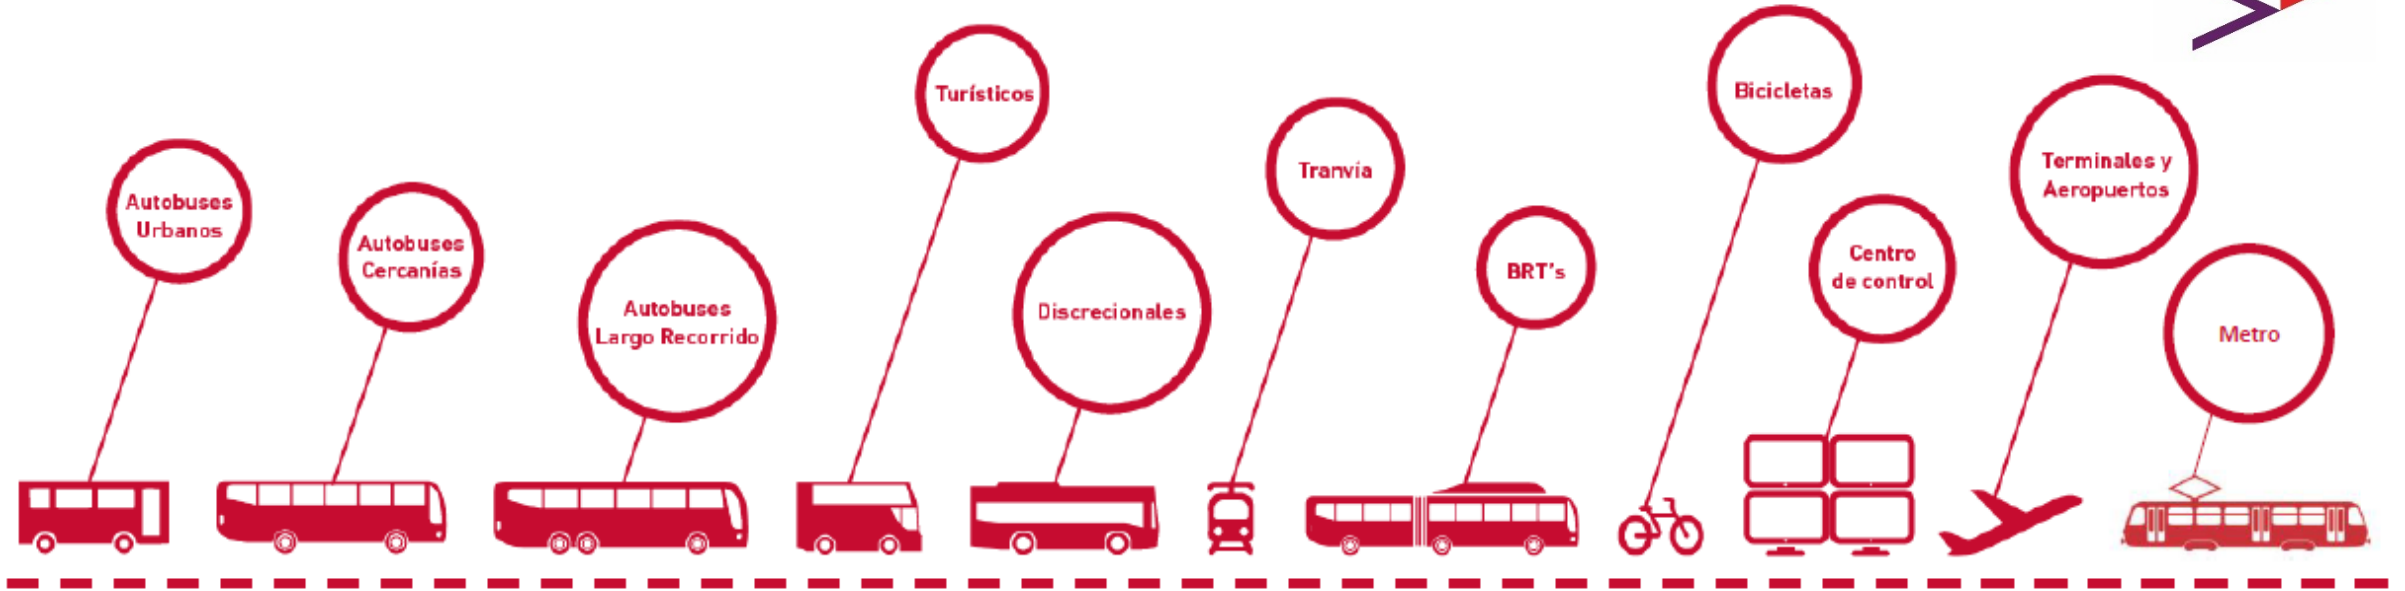 Autobuses
Urbanos
Autobuses
Cercanías
Autobuses
Largo Recorrido
Turísticos
Discrecionales
Tranvía
BRT's
Bicicletas
Centro
de control
Terminales y
Aeropuertos
Metro